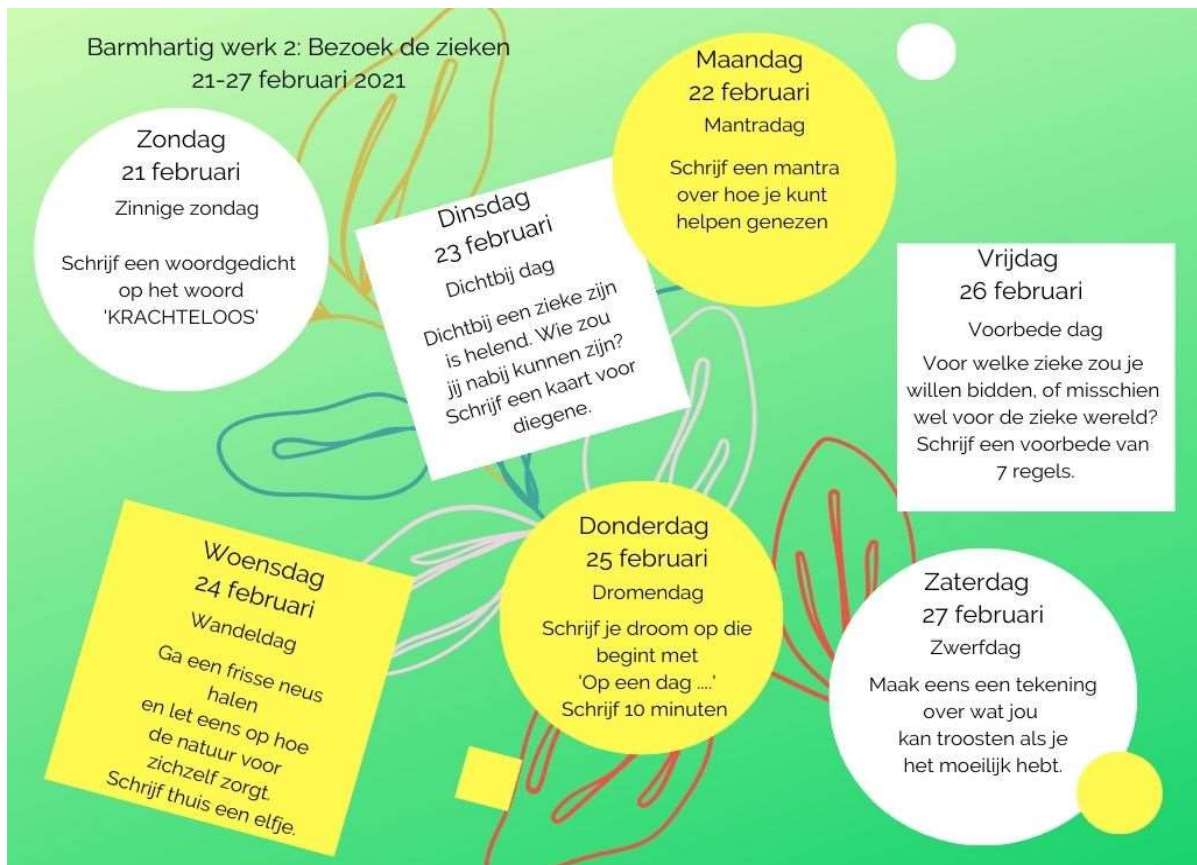 Barmhartig werk 2: Bezoek de zieken
21-27 februari 2021
Zondag
21 februari
Zinnige zondag
Schrijf een woordgedicht
op het woord
'KRACHTELOOS'
Maandag
22 februari
Mantradag
Schrijf een mantra
over hoe je kunt
helpen genezen
Dinsdag
23 februari
Dichtbij dag
Dichtbij een zieke zijn
is helend. Wie zou
jij nabij kunnen zijn?
Schrijf een kaart voor
diegene.
Woensdag
24 februari
Wandeldag
Ga een frisse neus
halen
en let eens op hoe
de natuur voor
zichzelf zorgt.
Schrijf thuis een elfje.
Donderdag
25 februari
Dromendag
Schrijf je droom op die
begint met
'Op een dag ....'
Schrijf 10 minuten
Vrijdag
26 februari
Voorbede dag
Voor welke zieke zou je
willen bidden, of misschien
wel voor de zieke wereld?
Schrijf een voorbede van
7 regels.
Zaterdag
27 februari
Zwerfdag
Maak eens een tekening
over wat jou
kan troosten als je
het moeilijk hebt.